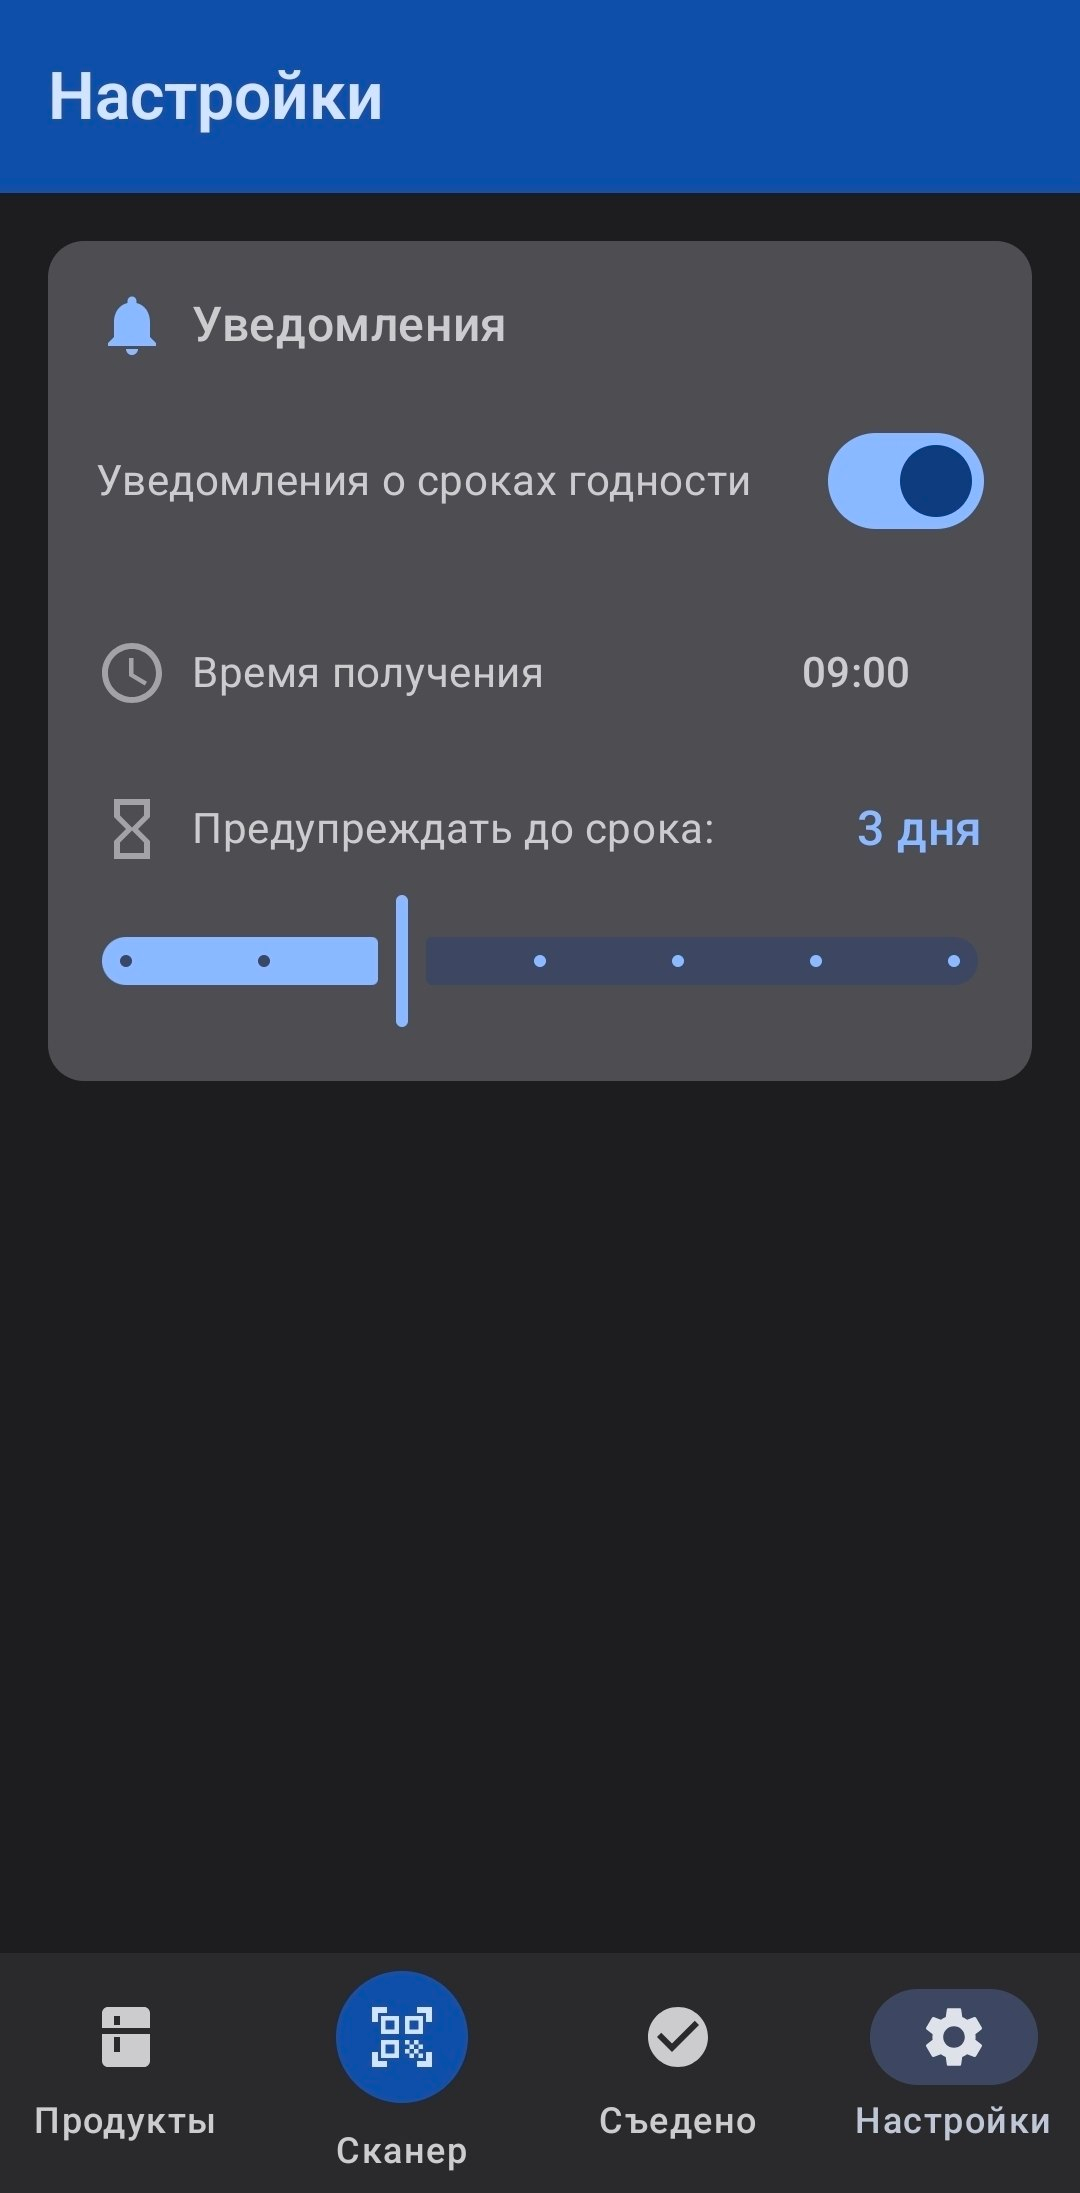 Настройки
Уведомления
Уведомления о сроках годности
Время получения 09:00
Предупреждать до срока: 3 дня
Продукты
Сканер
Съедено
Настройки